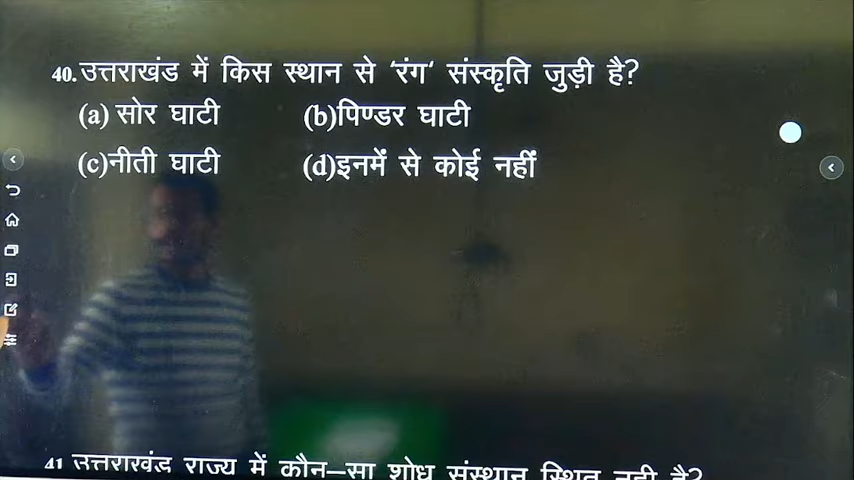 40. उत्तराखंड में किस स्थान से 'रंग' संस्कृति जुड़ी है?
(a) सोर घाटी (b)पिण्डर घाटी
(c)नीती घाटी (d)इनमें से कोई नहीं
41 उत्तराखंड राज्य में कौन–सा शोध संस्थान स्थित नही है?